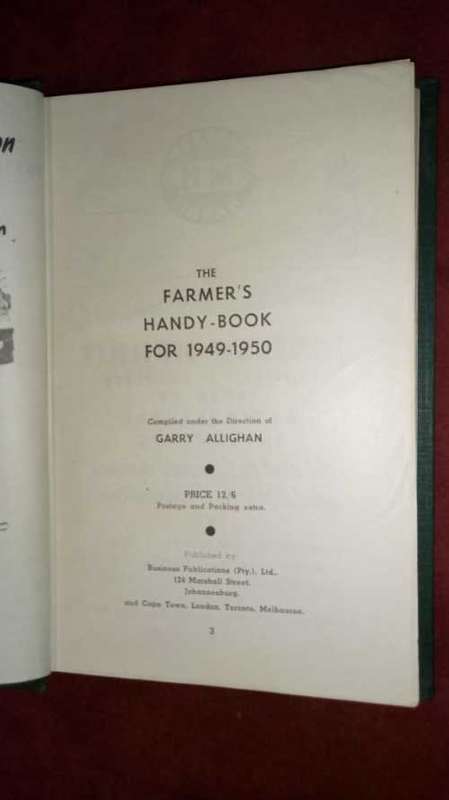 THE
FARMER'S
HANDY-BOOK
FOR 1949-1950
Compiled under the Direction of
GARRY ALLIGHAN
PRICE 12/6
Postage and Packing extra.
Published by
Business Publications (Pty.), Ltd.,
126 Marshall Street,
Johannesburg,
and Cape Town, London, Toronto, Melbourne.
3